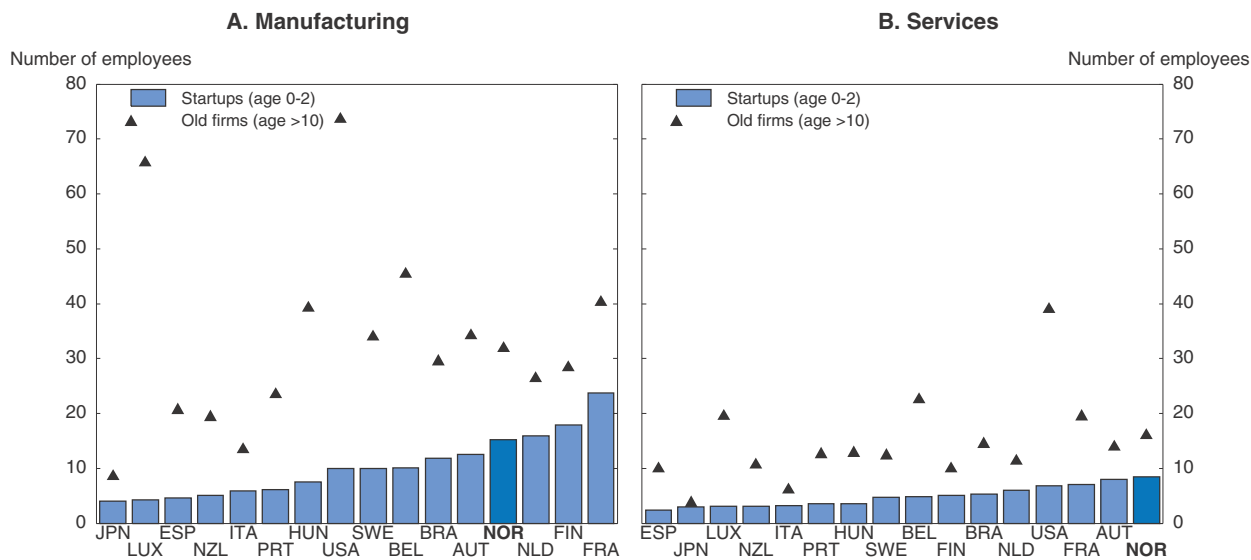 A. Manufacturing
Number of employees
80
70
60
50
40
30
20
10
0
Startups (age 0-2)
Old firms (age >10)
JPN ESP ITA HUN SWE BRA NOR FIN
LUX NZL PRT USA BEL AUT NLD FRA
B. Services
Number of employees
80
70
60
50
40
30
20
10
0
Startups (age 0-2)
Old firms (age >10)
ESP LUX ITA HUN BEL BRA USA AUT
JPN NZL PRT SWE FIN NLD FRA NOR